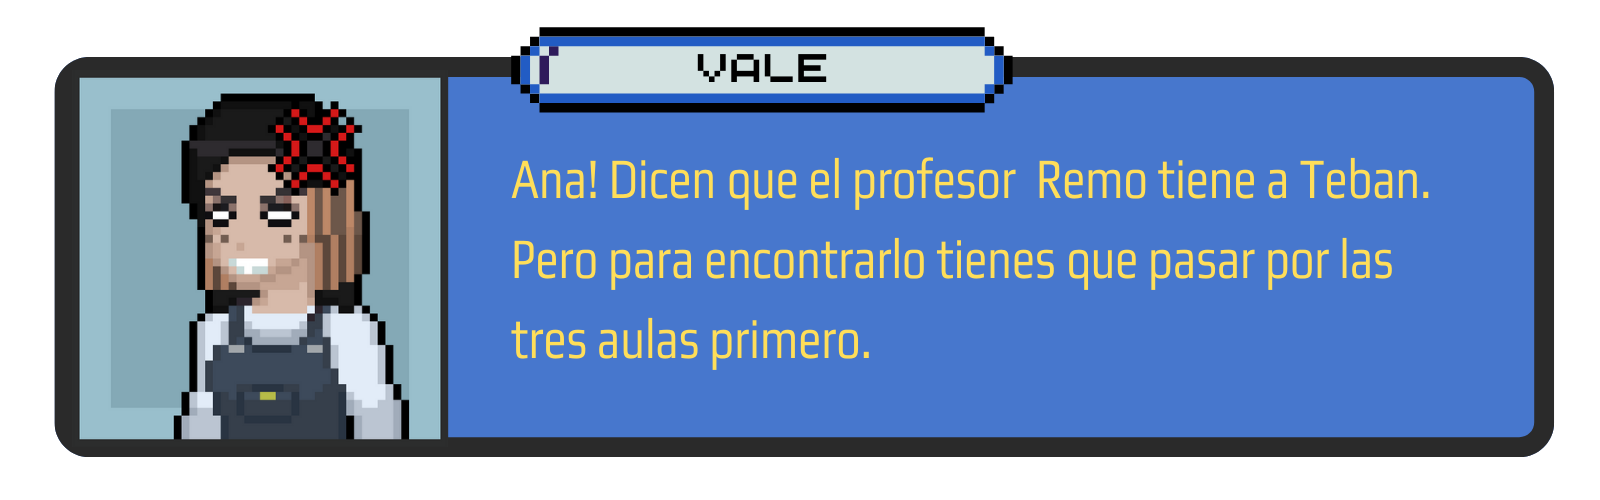 VALE
Ana! Dicen que el profesor  Remo tiene a Teban.
Pero para encontrarlo tienes que pasar por las
tres aulas primero.